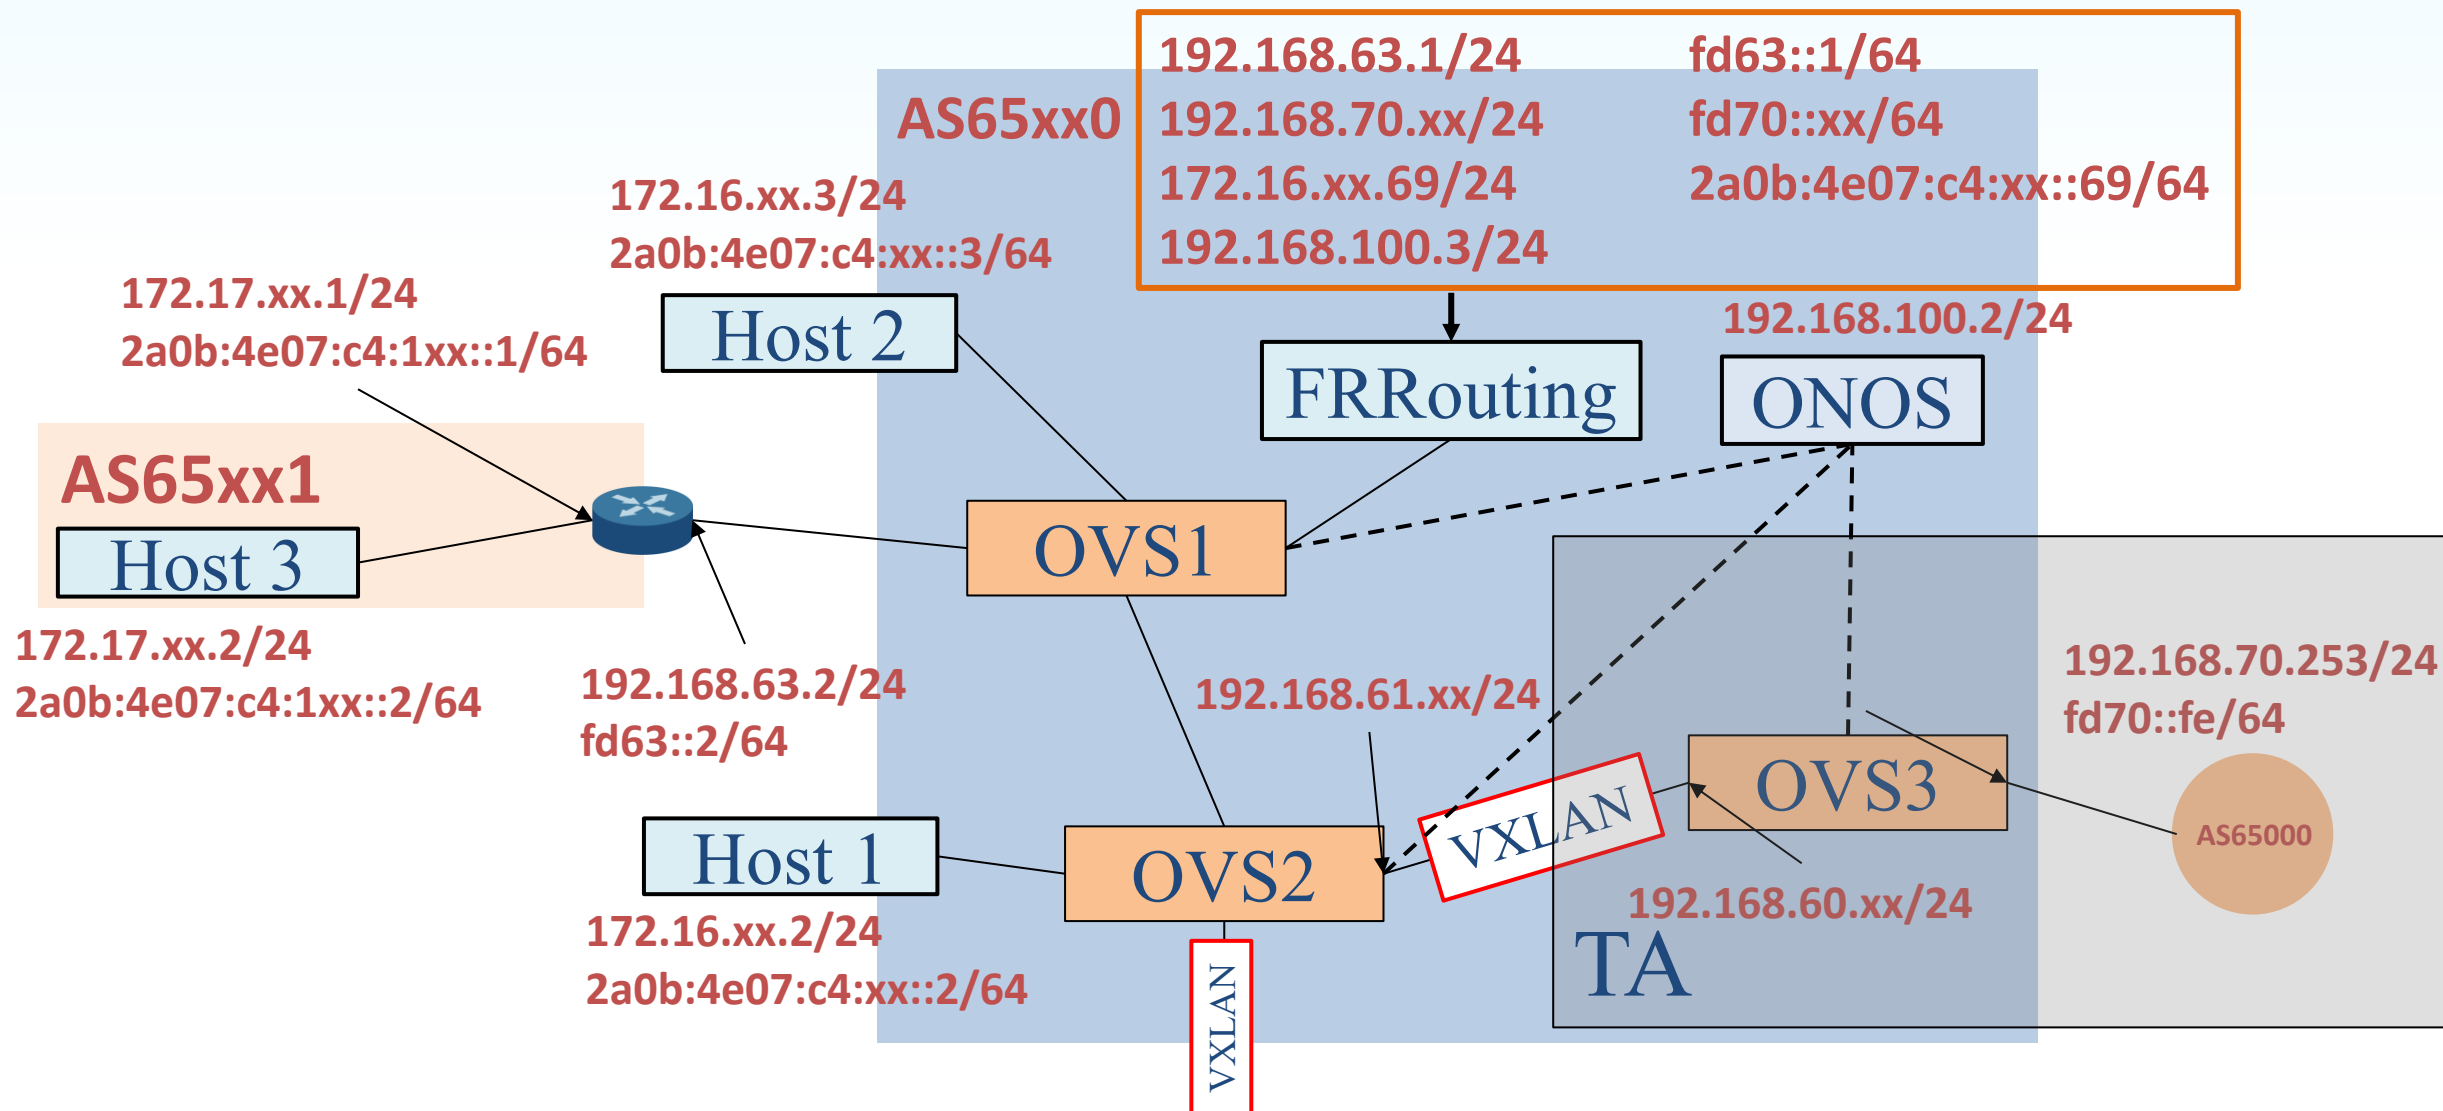 192.168.63.1/24 fd63::1/64
AS65xx0
192.168.70.xx/24 fd70::xx/64
172.16.xx.69/24 2a0b:4e07:c4:xx::69/64
192.168.100.3/24
172.16.xx.3/24
2a0b:4e07:c4:xx::3/64
172.17.xx.1/24
2a0b:4e07:c4:1xx::1/64
Host 2
192.168.100.2/24
FRRouting
ONOS
AS65xx1
Host 3
OVS1
172.17.xx.2/24
2a0b:4e07:c4:1xx::2/64
192.168.63.2/24
fd63::2/64
192.168.61.xx/24
192.168.70.253/24
fd70::fe/64
OVS3
VXLAN
AS65000
Host 1
OVS2
192.168.60.xx/24
TA
172.16.xx.2/24
2a0b:4e07:c4:xx::2/64
VXLAN